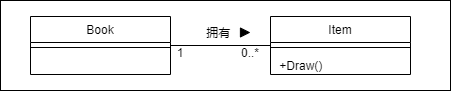 Book
拥有 ▶
Item
1
0..*
+Draw()